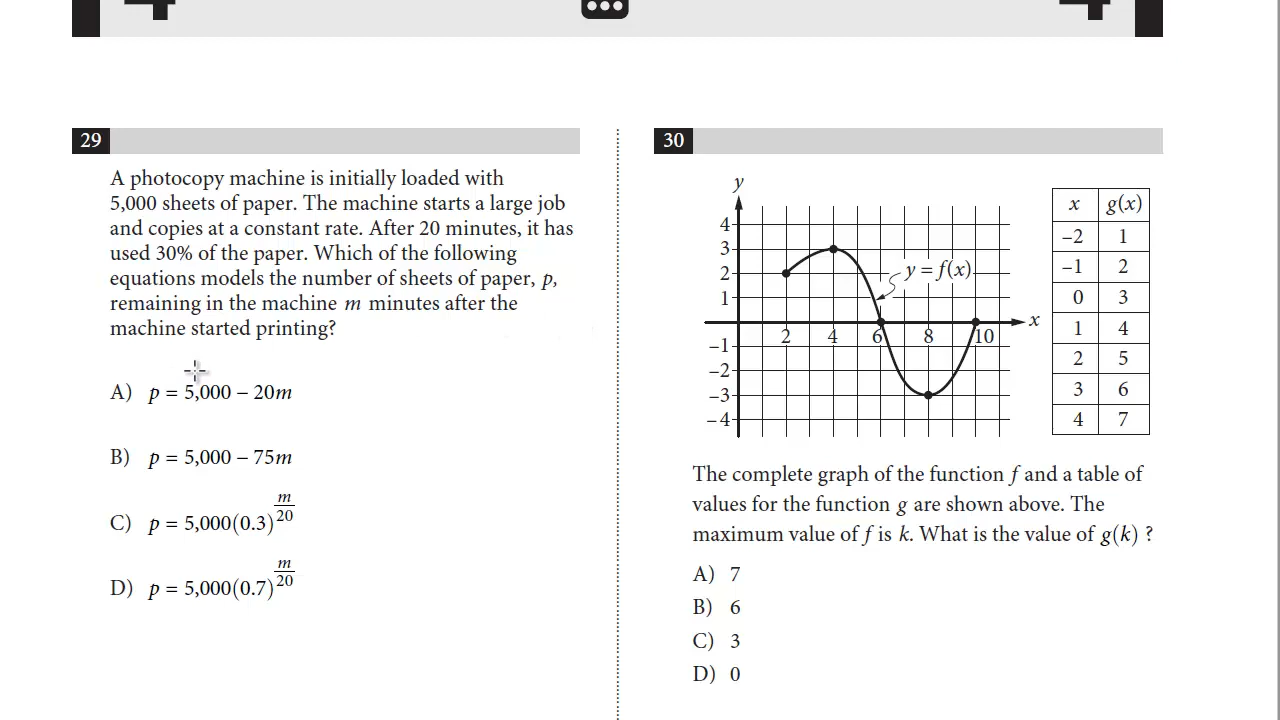 4
4
29
A photocopy machine is initially loaded with
5,000 sheets of paper. The machine starts a large job
and copies at a constant rate. After 20 minutes, it has
used 30% of the paper. Which of the following
equations models the number of sheets of paper, p,
remaining in the machine m minutes after the
machine started printing?
A) p = 5,000 – 20m
B) p = 5,000 – 75m
C) p = 5,000(0.3)^(m/20)
D) p = 5,000(0.7)^(m/20)
30
y
4
3
2
1
–1
–2
–3
–4
y = f(x)
2 4 6 8 10
x
x g(x)
–2 1
–1 2
0 3
1 4
2 5
3 6
4 7
The complete graph of the function f and a table of
values for the function g are shown above. The
maximum value of f is k. What is the value of g(k) ?
A) 7
B) 6
C) 3
D) 0